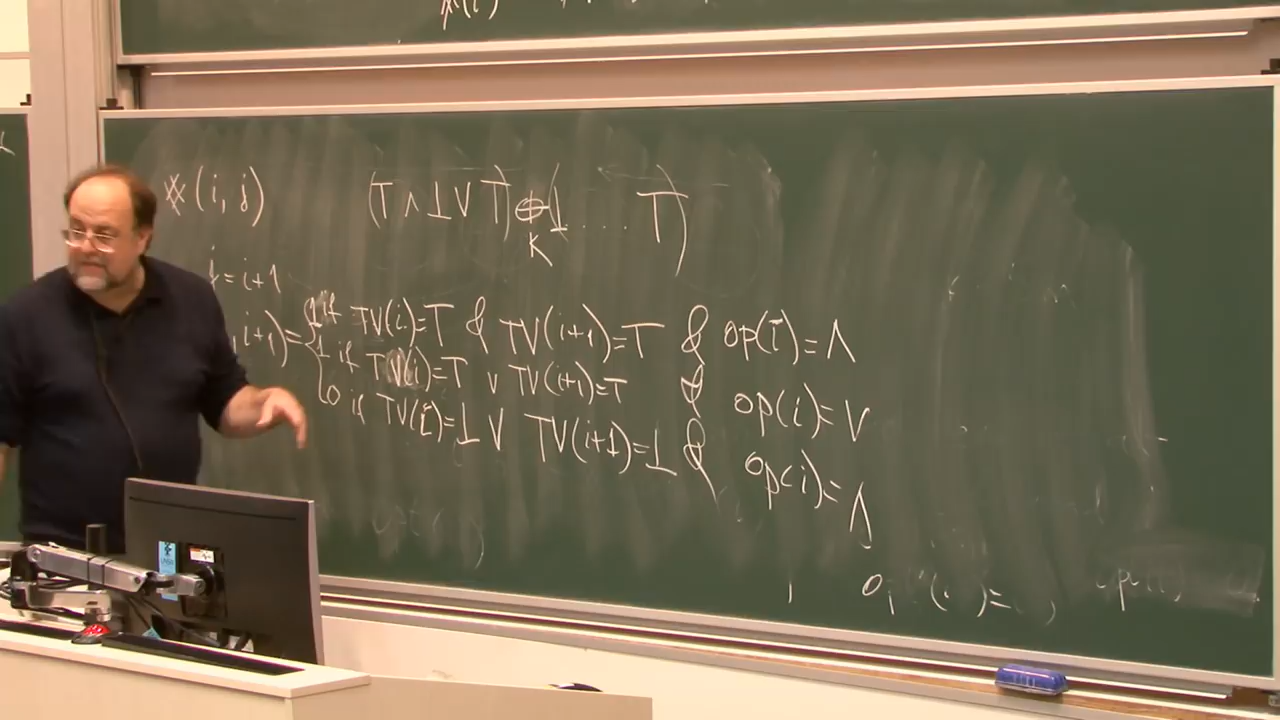 #(i, j) (T ∧ ⊥ ∨ T) ⊕ (⊥ .... T)
K
j = i+1
, i+1) = { 1 if TV(i) = T & TV(i+1) = T & op(i) = ∧
1 if TV(i) = T ∨ TV(i+1) = T & op(i) = ∨
0 if TV(i) = ⊥ ∨ TV(i+1) = ⊥ & op(i) = ∧